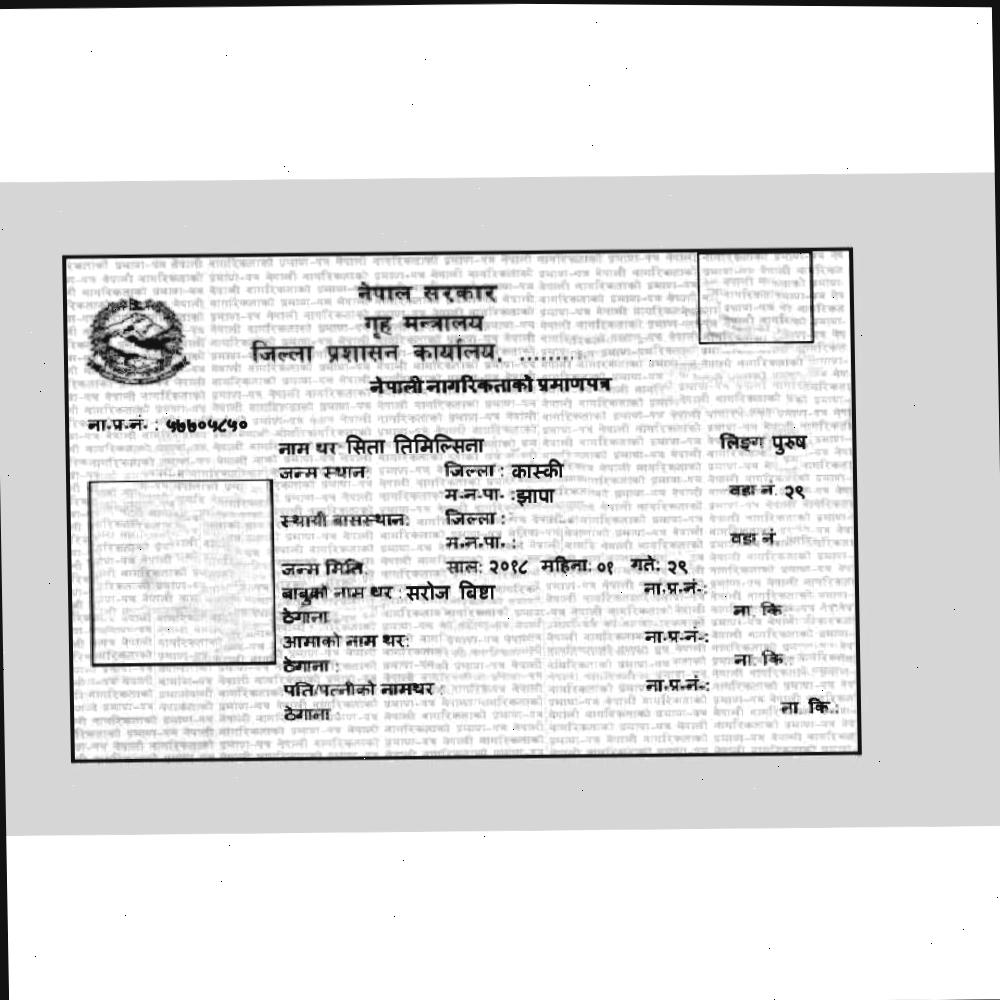 नेपाल सरकार
गृह मन्त्रालय
जिल्ला प्रशासन कार्यालय, ..........
नेपाली नागरिकताको प्रमाणपत्र
ना.प्र.नं. : ५७७०५८५०
नाम थर सिता तिमिल्सिना लिङ्ग पुरुष
जन्म स्थान: जिल्ला : कास्की
म.न.पा. :झापा वडा नं. २९
स्थायी बासस्थान: जिल्ला :
म.न.पा. : वडा नं.
जन्म मिति: साल: २०१८ महिना: ०१ गते: २९
बाबुको नाम थर : सरोज बिष्टा ना.प्र.नं.:
ठेगाना ना. कि
आमाको नाम थर: ना.प्र.नं.:
ठेगाना : ना. कि.:
पति/पत्नीको नामथर : ना.प्र.नं.:
ठेगाना ना. कि.: